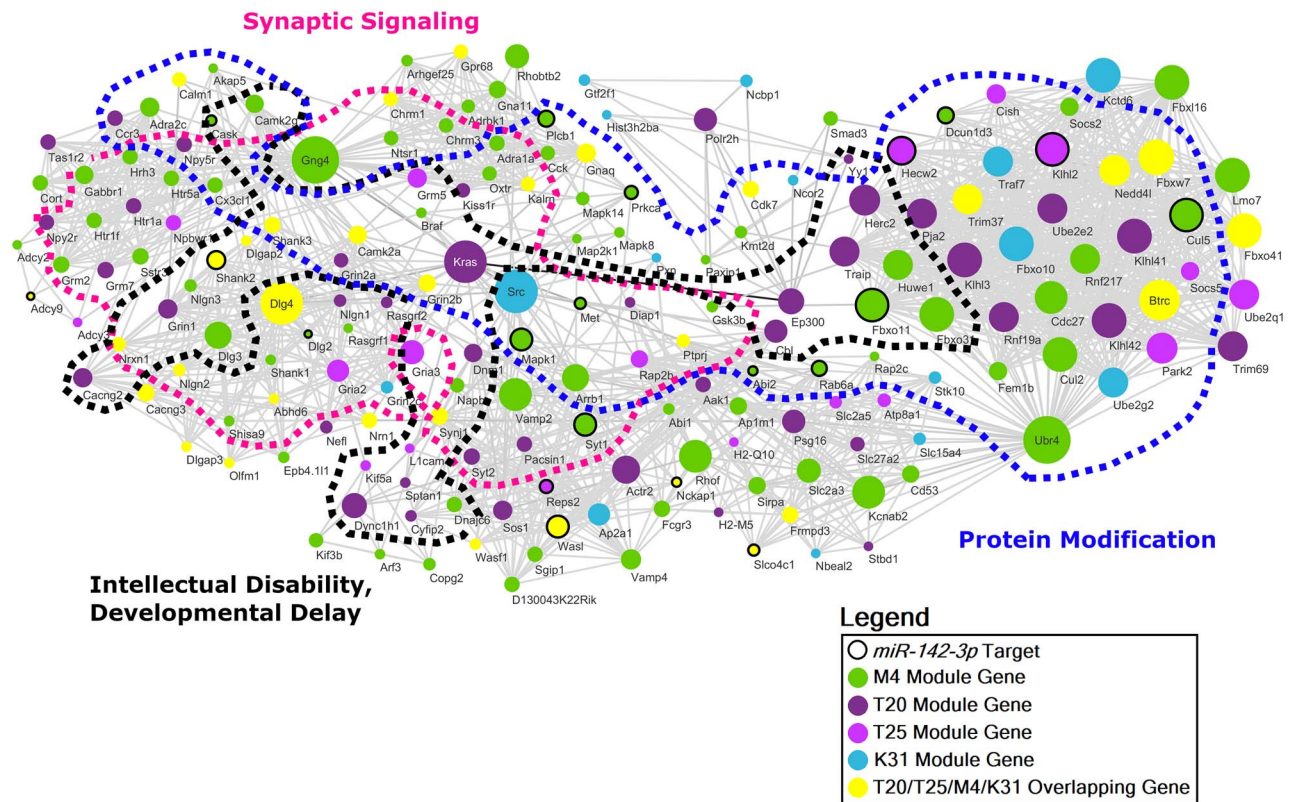 Synaptic Signaling
Akap5
Calm1
Arhgef25
Gpr68
Rhobtb2
Gtf2f1
Ncbp1
Cish
Kctd6
Fbxl16
Ccr3
Adra2c
Cask
Camk2g
Chrm1
Adrbk1
Gna11
Plcb1
Hist3h2ba
Polr2h
Smad3
Dcun1d3
Socs2
Tas1r2
Npy5r
Gng4
Ntsr1
Chrm3
Adra1a
Cck
Gnaq
Yy1
Hecw2
Traf7
Klhl2
Nedd4l
Fbxw7
Lmo7
Cort
Gabbr1
Hrh3
Htr5a
Cx3cl1
Grm5
Kiss1r
Oxtr
Kalrn
Prkca
Cdk7
Ncor2
Herc2
Pja2
Trim37
Ube2e2
Cul5
Npy2r
Htr1f
Htr1a
Npbwr1
Shank3
Braf
Mapk14
Kmt2d
Fbxo41
Adcy2
Grm2
Grm7
Sstr3
Shank2
Dlgap2
Camk2a
Kras
Map2k1
Mapk8
Pxn
Paxip1
Traip
Huwe1
Klhl3
Fbxo10
Rnf217
Klhl41
Socs5
Adcy9
Adcy3
Grin1
Nlgn3
Dlg4
Grin2a
Nlgn1
Rasgrf2
Grin2b
Src
Met
Diap1
Gsk3b
Ep300
Fbxo11
Fbxo31
Rnf19a
Cdc27
Klhl42
Btrc
Ube2q1
Nrxn1
Dlg3
Dlg2
Rasgrf1
Mapk1
Ptprj
Chl
Cul2
Park2
Trim69
Cacng2
Nlgn2
Shank1
Gria2
Gria3
Grin2c
Dnm1
Napb
Arrb1
Rap2b
Abi2
Rab6a
Rap2c
Stk10
Fem1b
Ube2g2
Cacng3
Abhd6
Vamp2
Aak1
Slc2a5
Atp8a1
Shisa9
Nefl
Nrn1
Synj1
Syt1
Abi1
Ap1m1
Psg16
Ubr4
Dlgap3
Olfm1
Epb4.1l1
Kif5a
L1cam
Syt2
Pacsin1
H2-Q10
Slc27a2
Slc15a4
Sptan1
Reps2
Actr2
Nckap1
Rhof
Sirpa
Slc2a3
Cd53
Dync1h1
Cyfip2
Dnajc6
Sos1
Wasl
Ap2a1
Fcgr3
H2-M5
Frmpd3
Kcnab2
Protein Modification
Kif3b
Arf3
Copg2
Wasf1
Sgip1
Vamp4
Slco4c1
Nbeal2
Stbd1
D130043K22Rik
Intellectual Disability,
Developmental Delay
Legend
miR-142-3p Target
M4 Module Gene
T20 Module Gene
T25 Module Gene
K31 Module Gene
T20/T25/M4/K31 Overlapping Gene